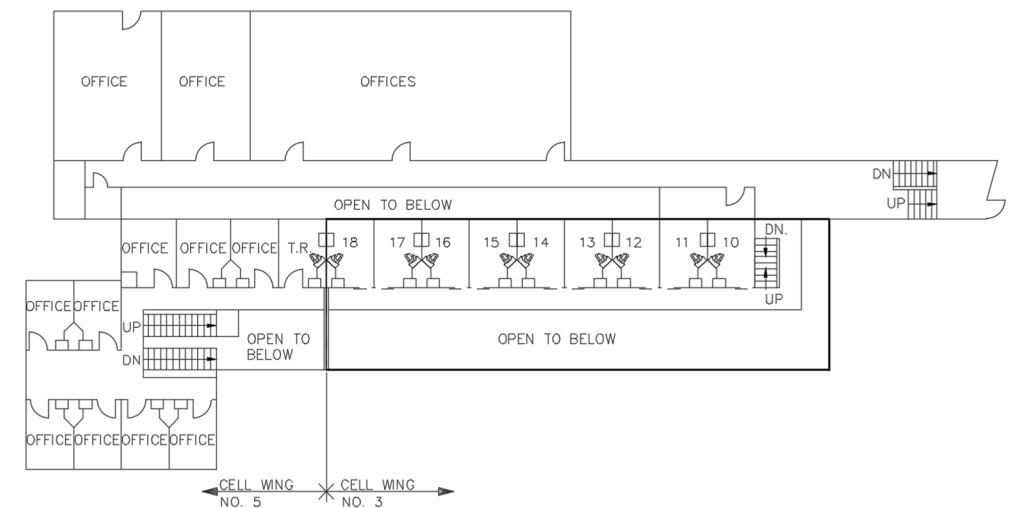 OFFICE
OFFICE
OFFICES
DN
UP
OPEN TO BELOW
OFFICE
OFFICE
OFFICE
T.R.
18
17
16
15
14
13
12
11
10
DN.
UP
OFFICE
OFFICE
UP
DN
OPEN TO
BELOW
OPEN TO BELOW
OFFICE
OFFICE
OFFICE
OFFICE
CELL WING
NO. 5
CELL WING
NO. 3